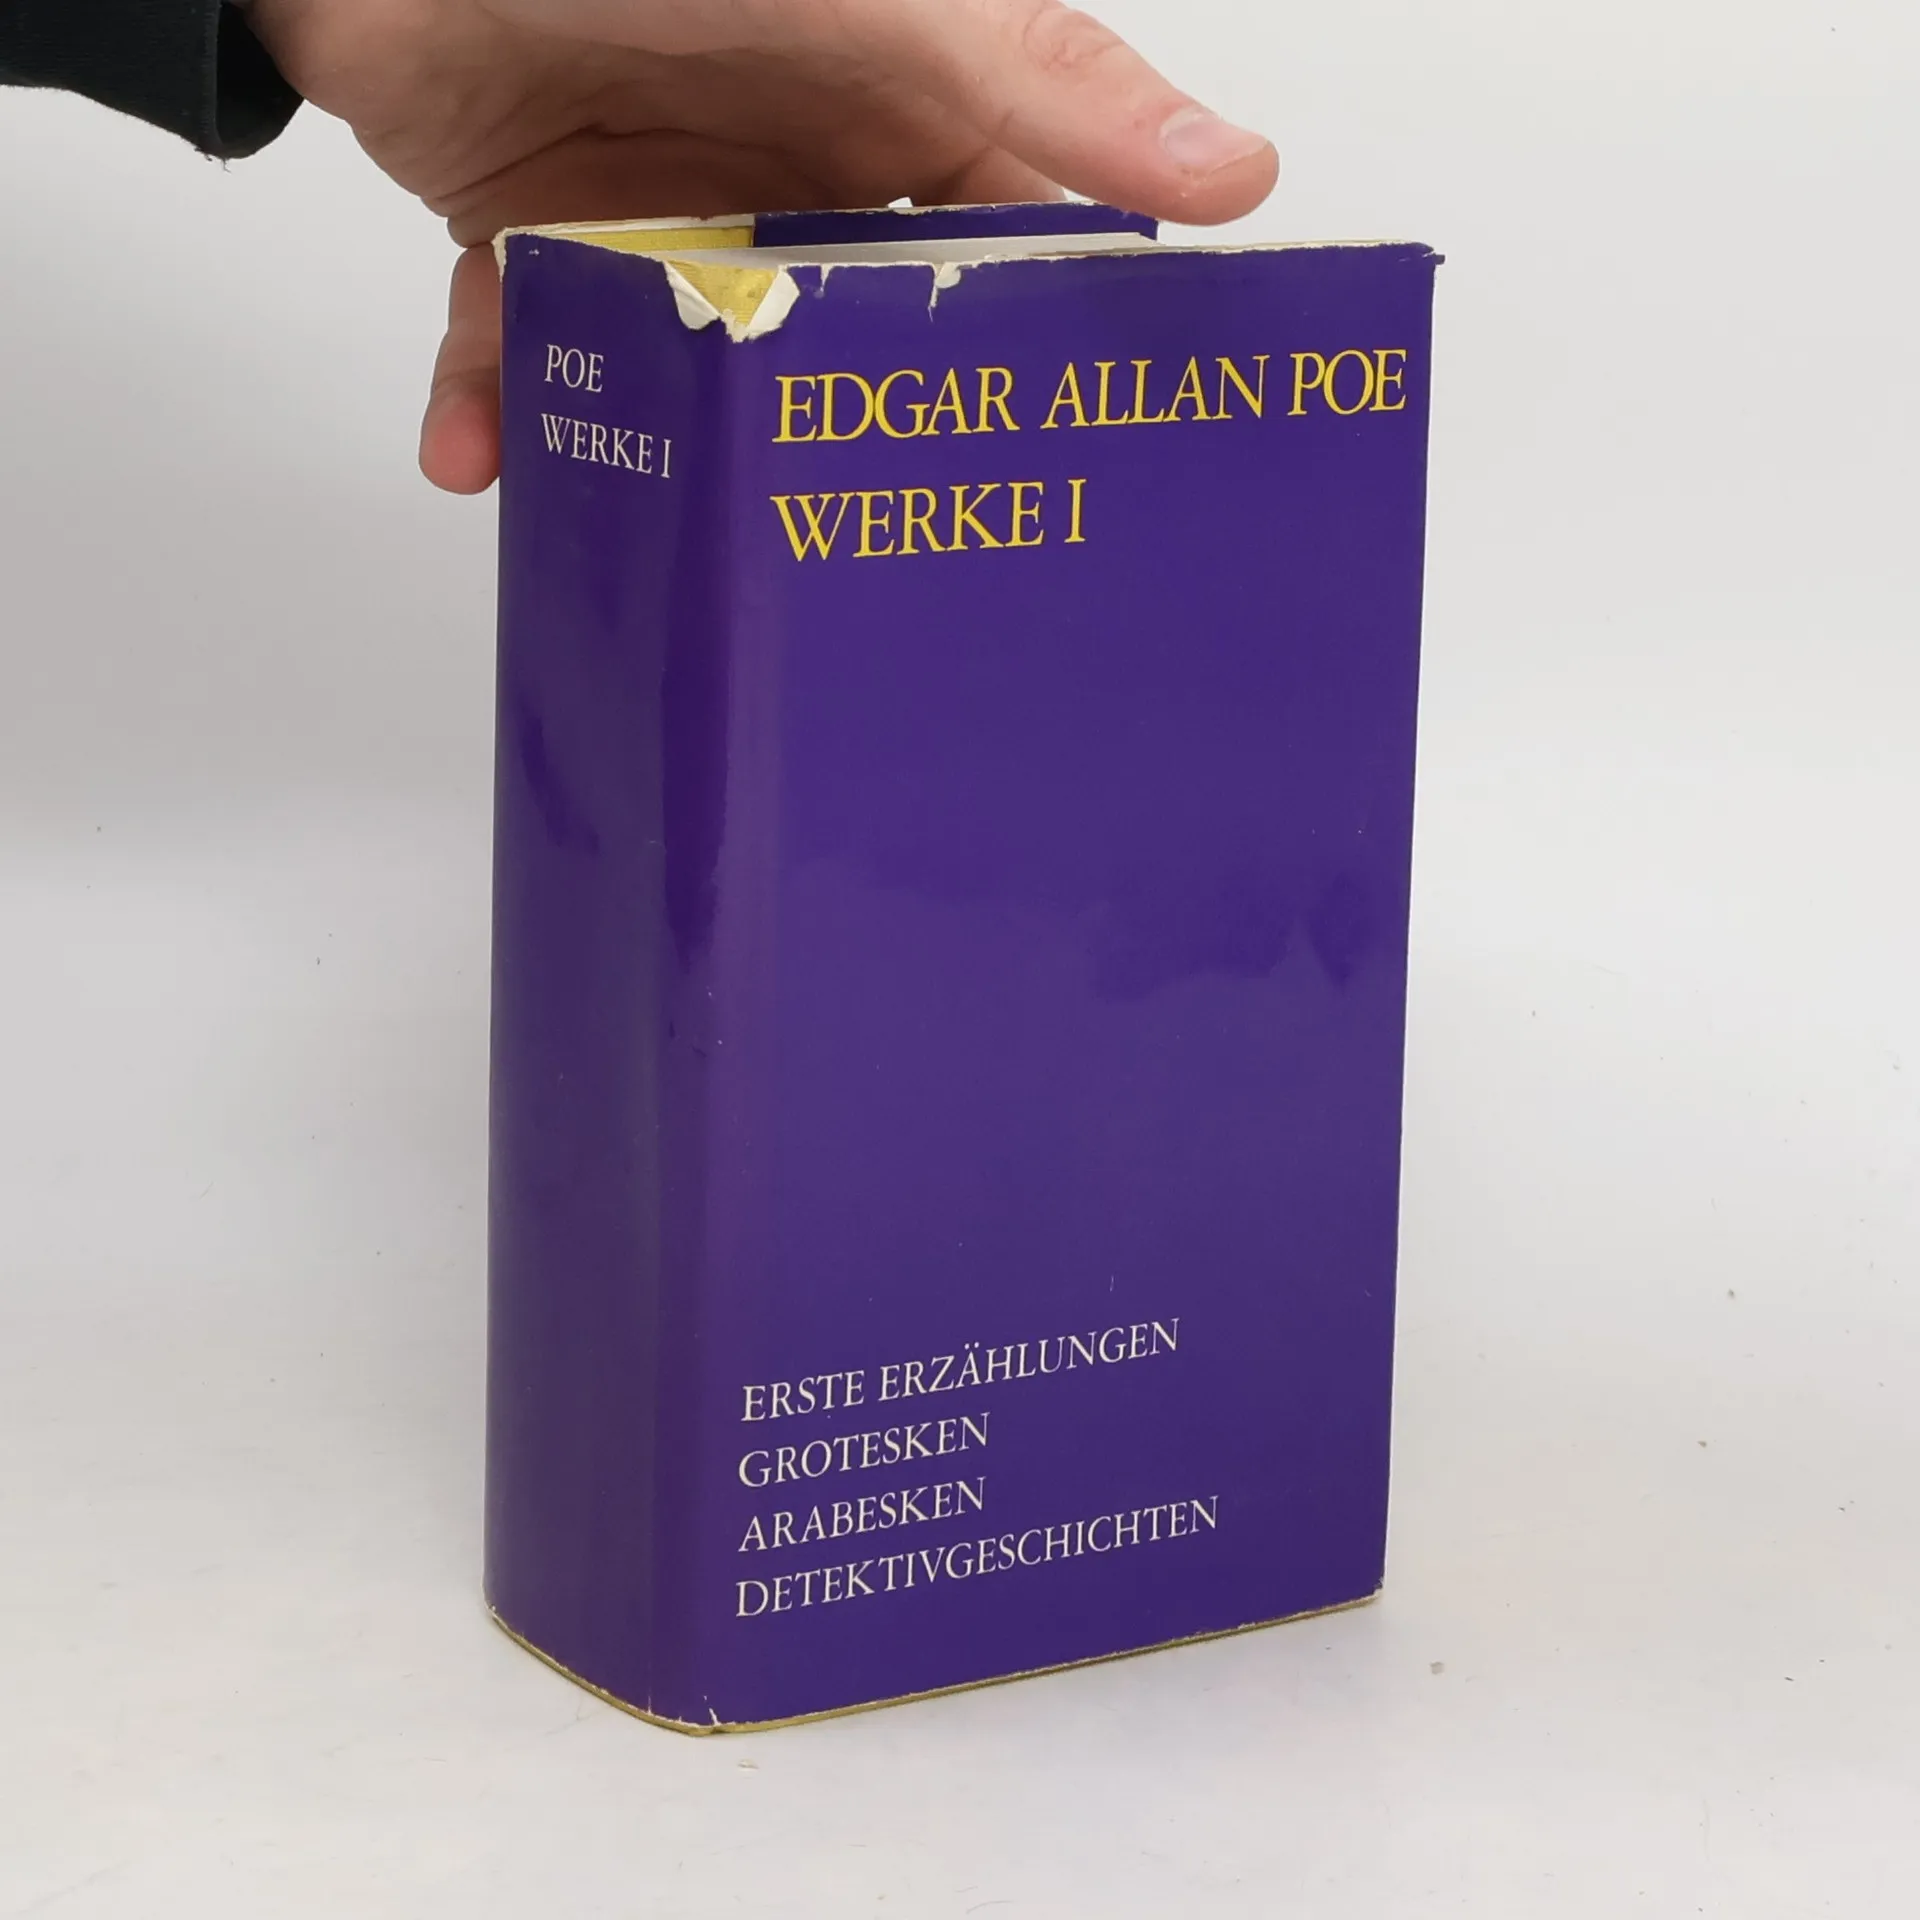 POE
WERKE I
EDGAR ALLAN POE
WERKE I
ERSTE ERZÄHLUNGEN
GROTESKEN
ARABESKEN
DETEKTIVGESCHICHTEN